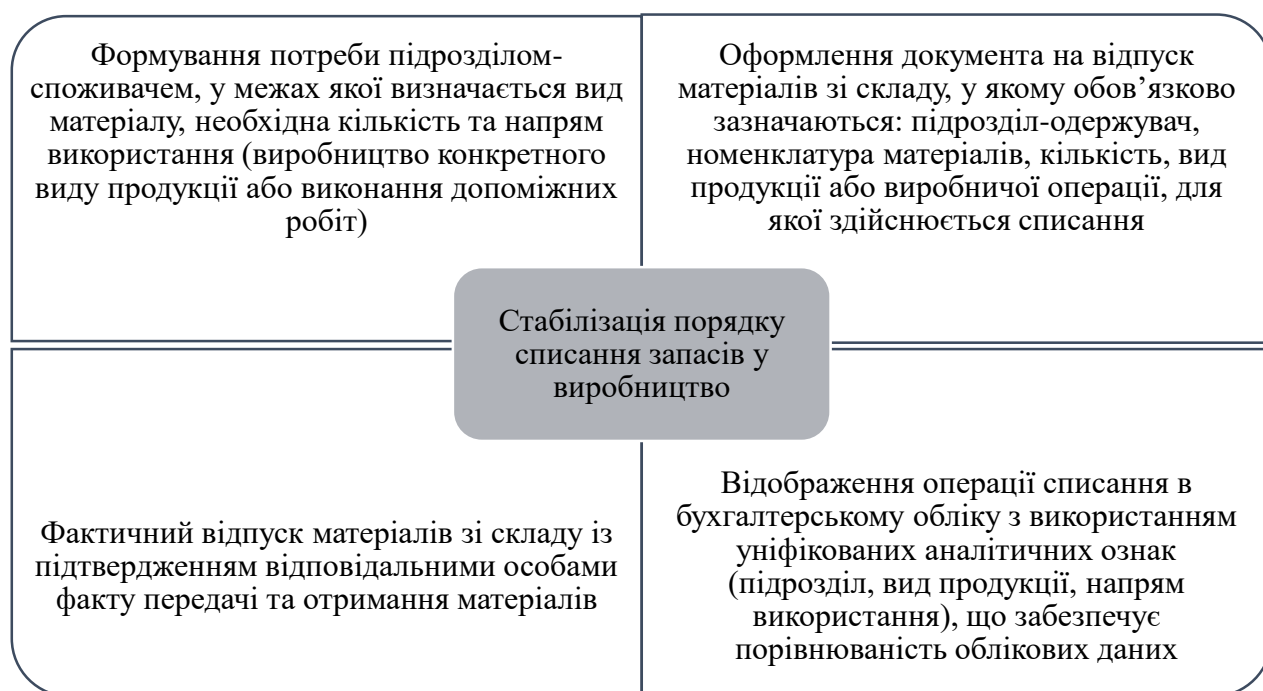 Формування потреби підрозділом-
споживачем, у межах якої визначається вид
матеріалу, необхідна кількість та напрям
використання (виробництво конкретного
виду продукції або виконання допоміжних
робіт)
Оформлення документа на відпуск
матеріалів зі складу, у якому обов’язково
зазначаються: підрозділ-одержувач,
номенклатура матеріалів, кількість, вид
продукції або виробничої операції, для
якої здійснюється списання
Стабілізація порядку
списання запасів у
виробництво
Фактичний відпуск матеріалів зі складу із
підтвердженням відповідальними особами
факту передачі та отримання матеріалів
Відображення операції списання в
бухгалтерському обліку з використанням
уніфікованих аналітичних ознак
(підрозділ, вид продукції, напрям
використання), що забезпечує
порівнюваність облікових даних